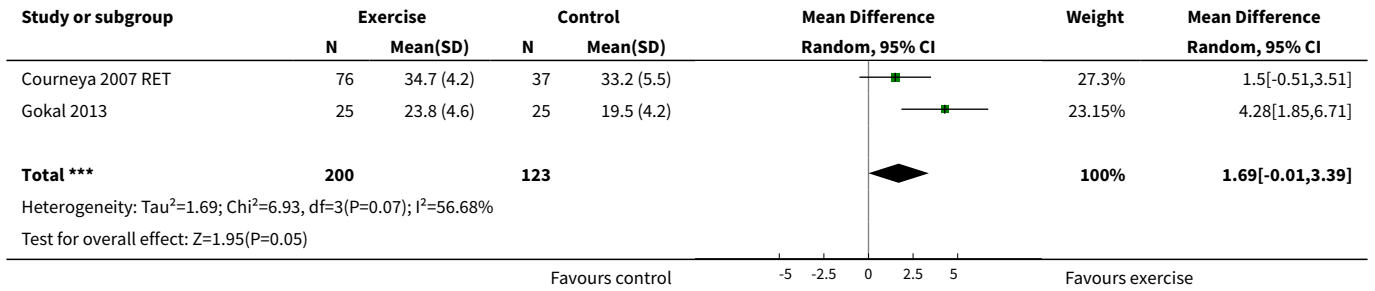 Study or subgroup Exercise Control Mean Difference Weight Mean Difference
N Mean(SD) N Mean(SD) Random, 95% CI Random, 95% CI
Courneya 2007 RET 76 34.7 (4.2) 37 33.2 (5.5) 27.3% 1.5[-0.51,3.51]
Gokal 2013 25 23.8 (4.6) 25 19.5 (4.2) 23.15% 4.28[1.85,6.71]
Total *** 200 123 100% 1.69[-0.01,3.39]
Heterogeneity: Tau²=1.69; Chi²=6.93, df=3(P=0.07); I²=56.68%
Test for overall effect: Z=1.95(P=0.05)
Favours control -5 -2.5 0 2.5 5 Favours exercise